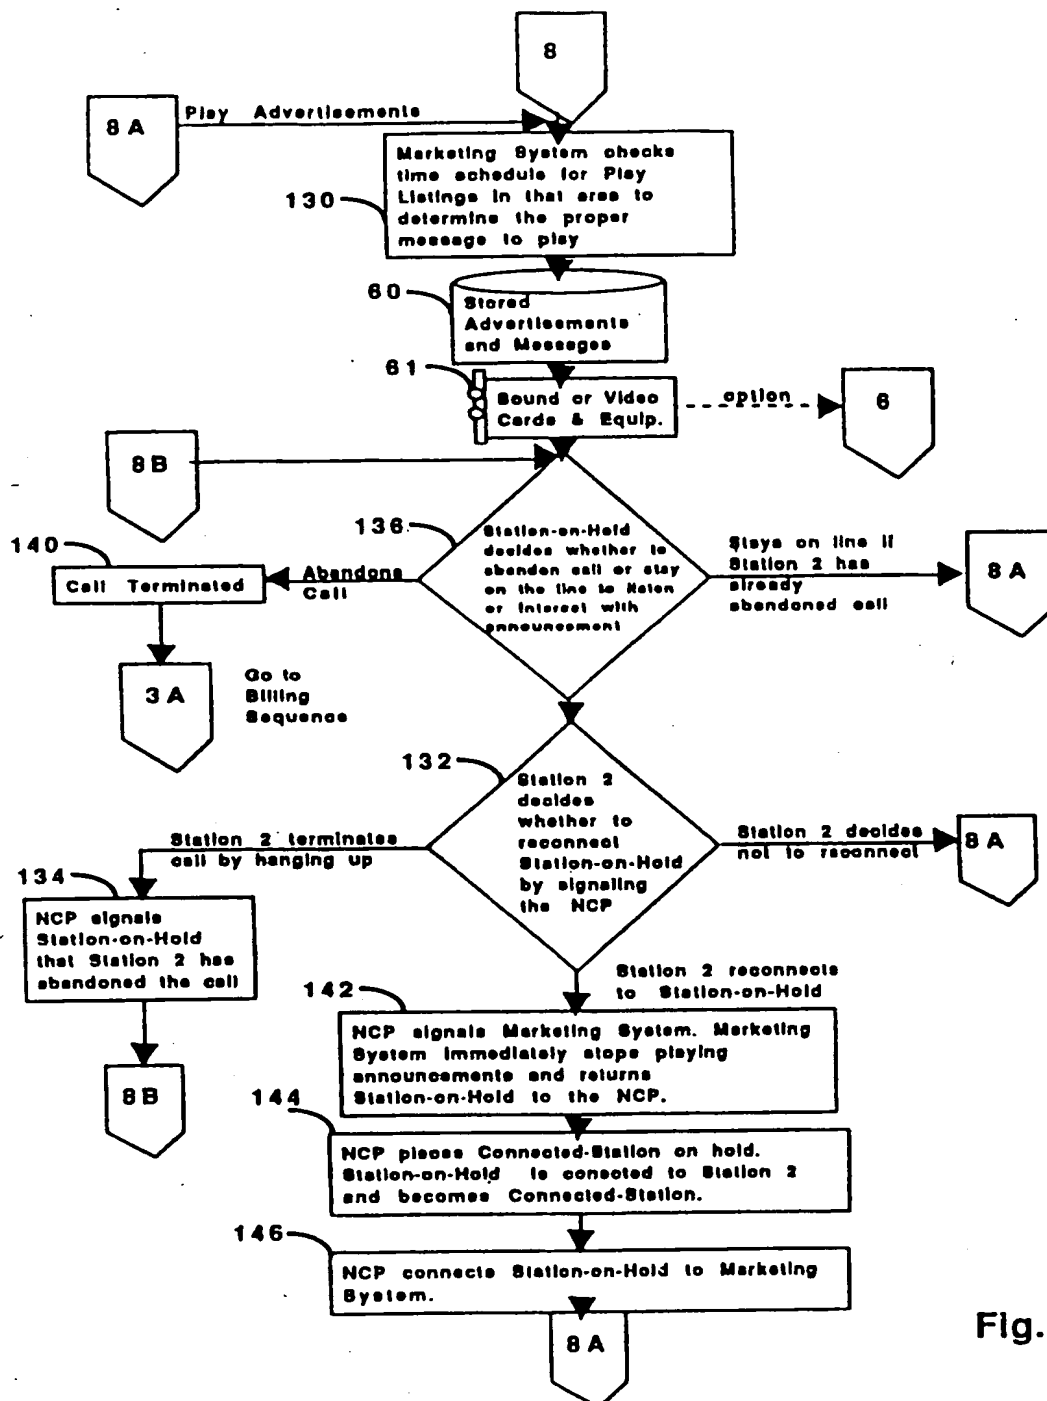 8
8A
Play Advertisements
Marketing System checks
time schedule for Play
Listings in that area to
determine the proper
message to play
130
60
Stored
Advertisements
and Messages
61
Sound or Video
Cards & Equip.
option
6
8B
136
Station-on-Hold
decides whether to
abandon call or stay
on the line to listen
or interact with
announcement
140
Call Terminated
Abandons
Call
Stays on line if
Station 2 has
already
abandoned call
8A
3A
Go to
Billing
Sequence
132
Station 2
decides
whether to
reconnect
Station-on-Hold
by signaling
the NCP
Station 2 terminates
call by hanging up
Station 2 decides
not to reconnect
8A
134
NCP signals
Station-on-Hold
that Station 2 has
abandoned the call
8B
Station 2 reconnects
to Station-on-Hold
142
NCP signals Marketing System. Marketing
System immediately stops playing
announcements and returns
Station-on-Hold to the NCP.
144
NCP places Connected-Station on hold.
Station-on-Hold is conected to Station 2
and becomes Connected-Station.
146
NCP connects Station-on-Hold to Marketing
System.
8A
Fig.